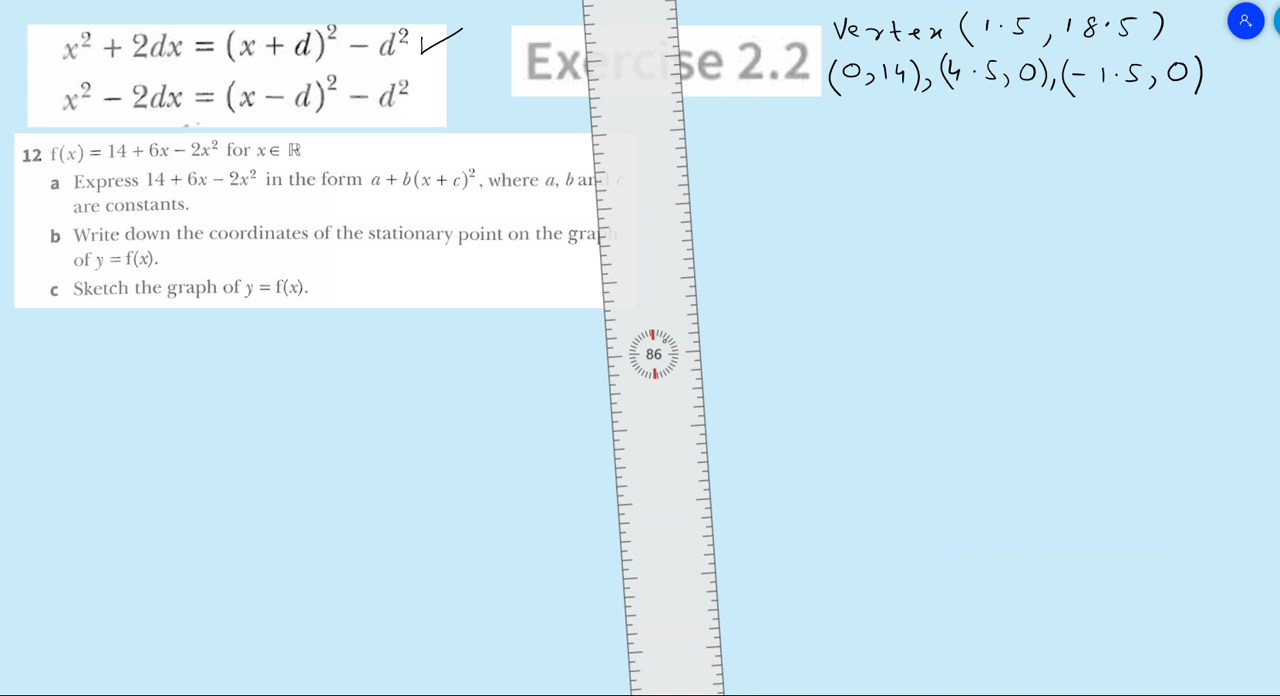 x² + 2dx = (x + d)² − d²
x² − 2dx = (x − d)² − d²
Exercise 2.2
Vertex (1.5, 18.5)
(0,14), (4.5, 0), (-1.5, 0)
12 f(x) = 14 + 6x − 2x² for x ∈ ℝ
a Express 14 + 6x − 2x² in the form a + b(x + c)², where a, b and c
are constants.
b Write down the coordinates of the stationary point on the graph
of y = f(x).
c Sketch the graph of y = f(x).
86